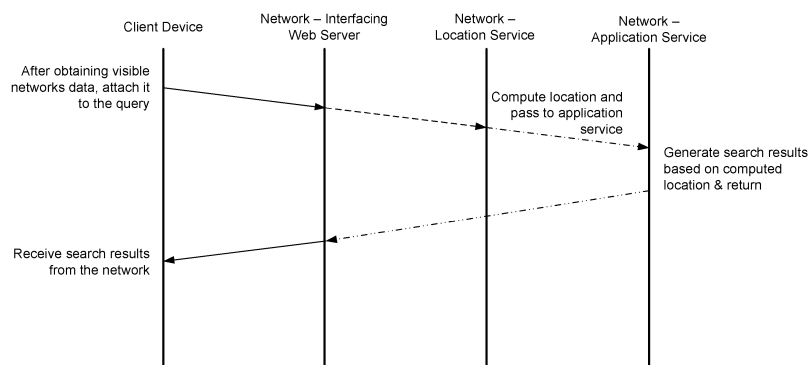 Client Device
Network – Interfacing
Web Server
Network –
Location Service
Network –
Application Service
After obtaining visible
networks data, attach it
to the query
Compute location and
pass to application
service
Generate search results
based on computed
location & return
Receive search results
from the network